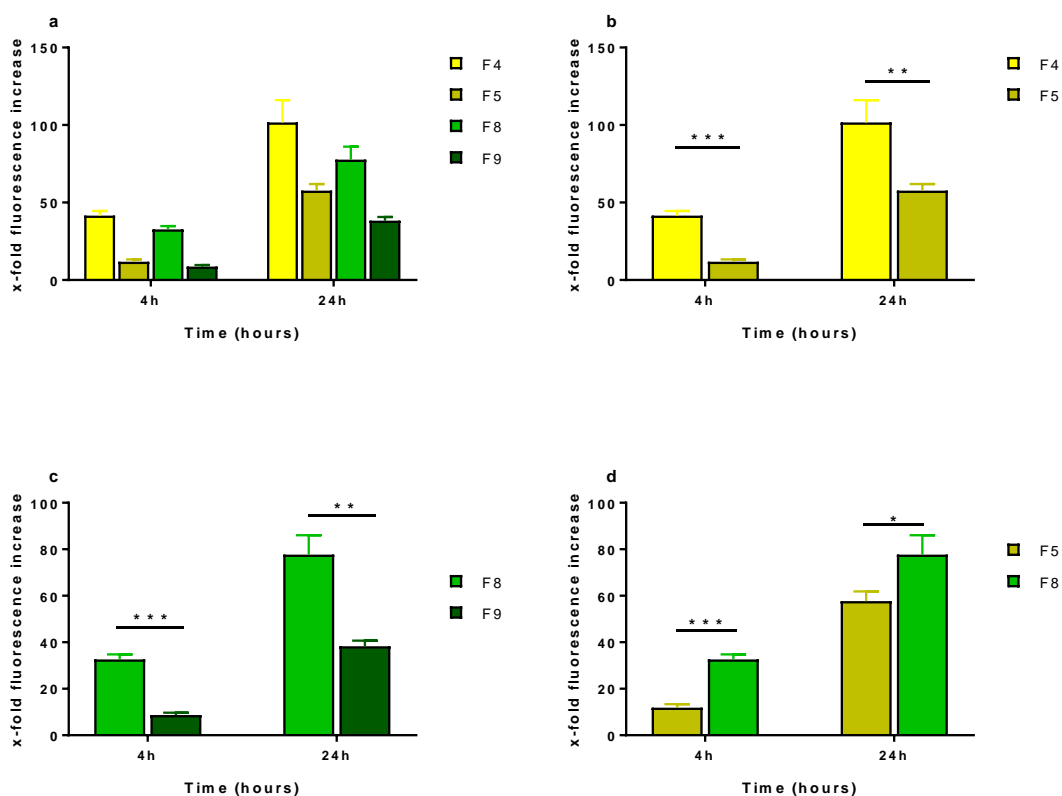 a
x-fold fluorescence increase
150
100
50
0
4h
24h
Time (hours)
F4
F5
F8
F9
b
x-fold fluorescence increase
150
100
50
0
***
**
4h
24h
Time (hours)
F4
F5
c
x-fold fluorescence increase
100
80
60
40
20
0
***
**
4h
24h
Time (hours)
F8
F9
d
x-fold fluorescence increase
100
80
60
40
20
0
***
*
4h
24h
Time (hours)
F5
F8